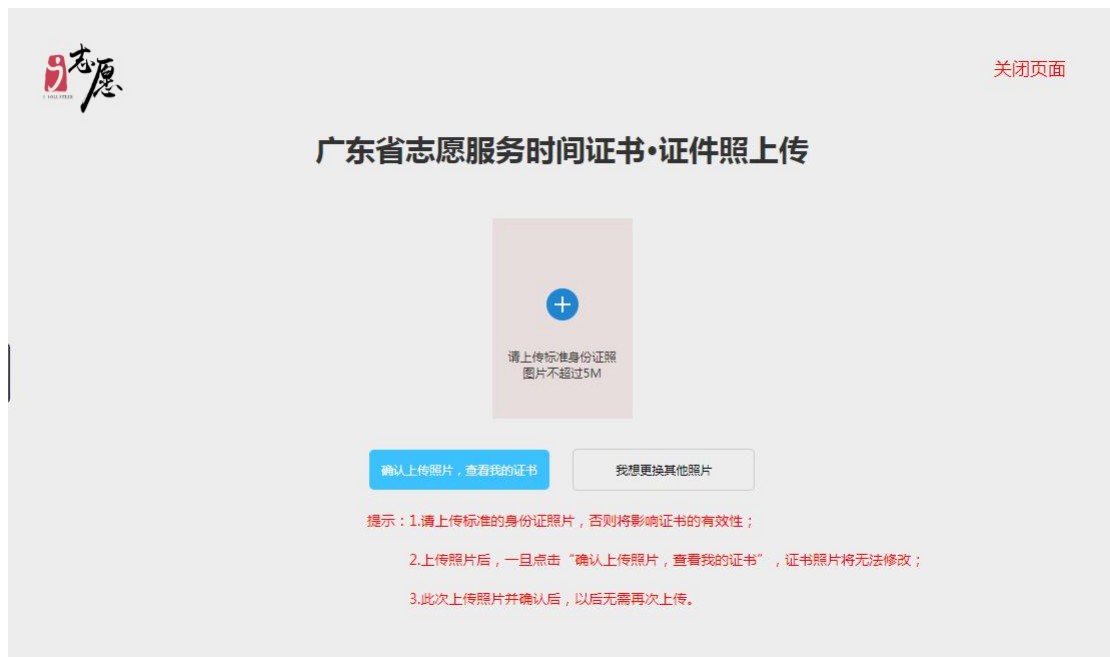 志愿
I VOLUNTEER
关闭页面
广东省志愿服务时间证书•证件照上传
请上传标准身份证照
图片不超过5M
确认上传照片，查看我的证书
我想更换其他照片
提示：1.请上传标准的身份证照片，否则将影响证书的有效性；
2.上传照片后，一旦点击“确认上传照片，查看我的证书”，证书照片将无法修改；
3.此次上传照片并确认后，以后无需再次上传。